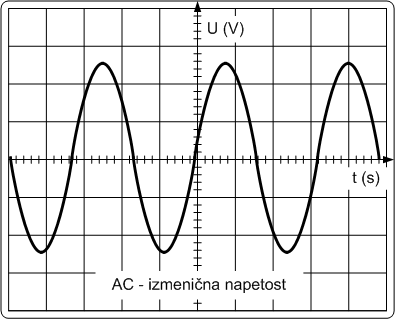 U (V)
t (s)
AC - izmenična napetost